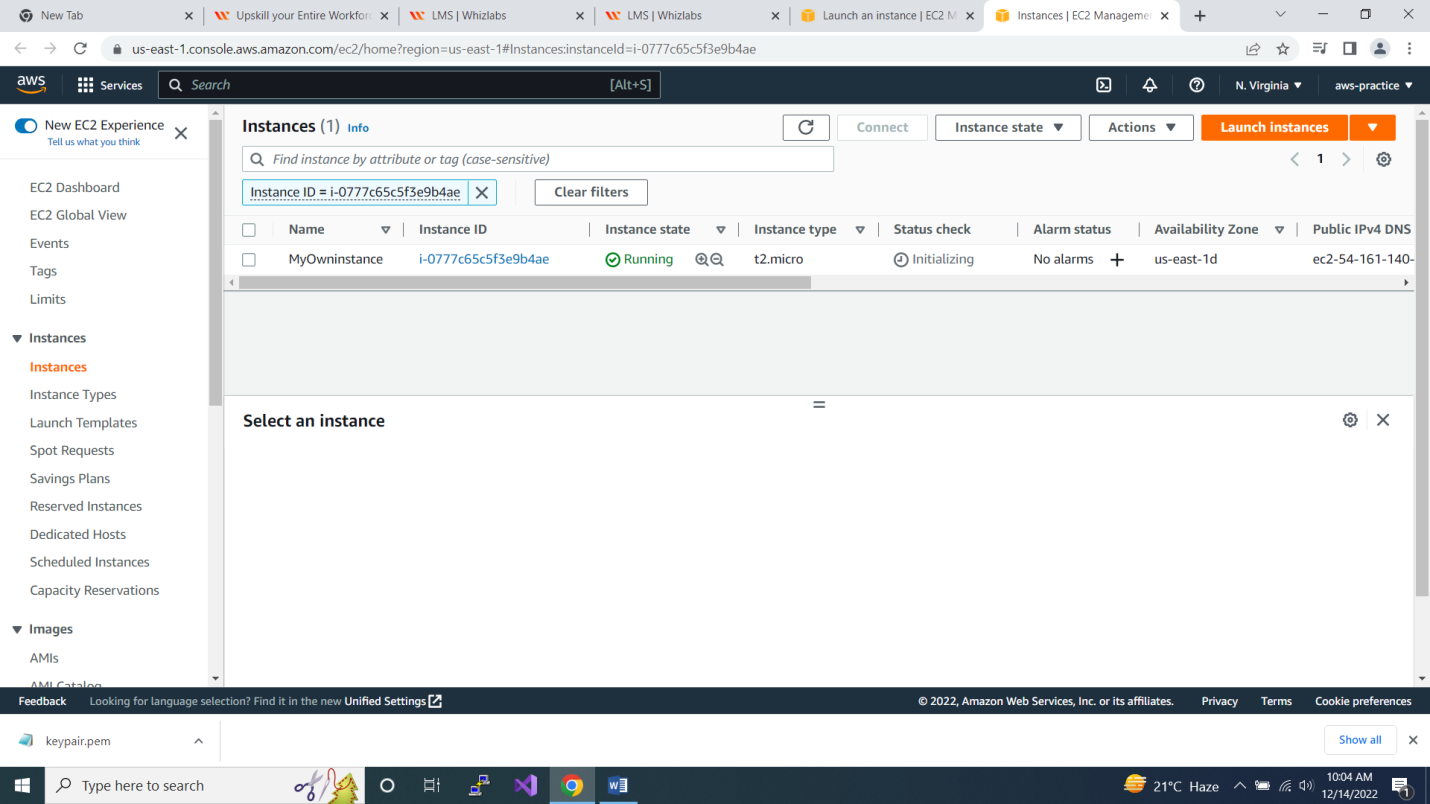 New Tab
Upskill your Entire Workforc
LMS | Whizlabs
LMS | Whizlabs
Launch an instance | EC2 M
Instances | EC2 Manageme
us-east-1.console.aws.amazon.com/ec2/home?region=us-east-1#Instances:instanceId=i-0777c65c5f3e9b4ae
aws
Services
Search
[Alt+S]
N. Virginia
aws-practice
New EC2 Experience
Tell us what you think
EC2 Dashboard
EC2 Global View
Events
Tags
Limits
Instances
Instances
Instance Types
Launch Templates
Spot Requests
Savings Plans
Reserved Instances
Dedicated Hosts
Scheduled Instances
Capacity Reservations
Images
AMIs
AMI Catalog
Instances (1) Info
Connect
Instance state
Actions
Launch instances
Find instance by attribute or tag (case-sensitive)
1
Instance ID = i-0777c65c5f3e9b4ae
Clear filters
Name Instance ID Instance state Instance type Status check Alarm status Availability Zone Public IPv4 DNS
MyOwninstance i-0777c65c5f3e9b4ae Running t2.micro Initializing No alarms + us-east-1d ec2-54-161-140-
Select an instance
Feedback
Looking for language selection? Find it in the new Unified Settings
© 2022, Amazon Web Services, Inc. or its affiliates.
Privacy
Terms
Cookie preferences
keypair.pem
Show all
Type here to search
21°C Haze
10:04 AM
12/14/2022
1